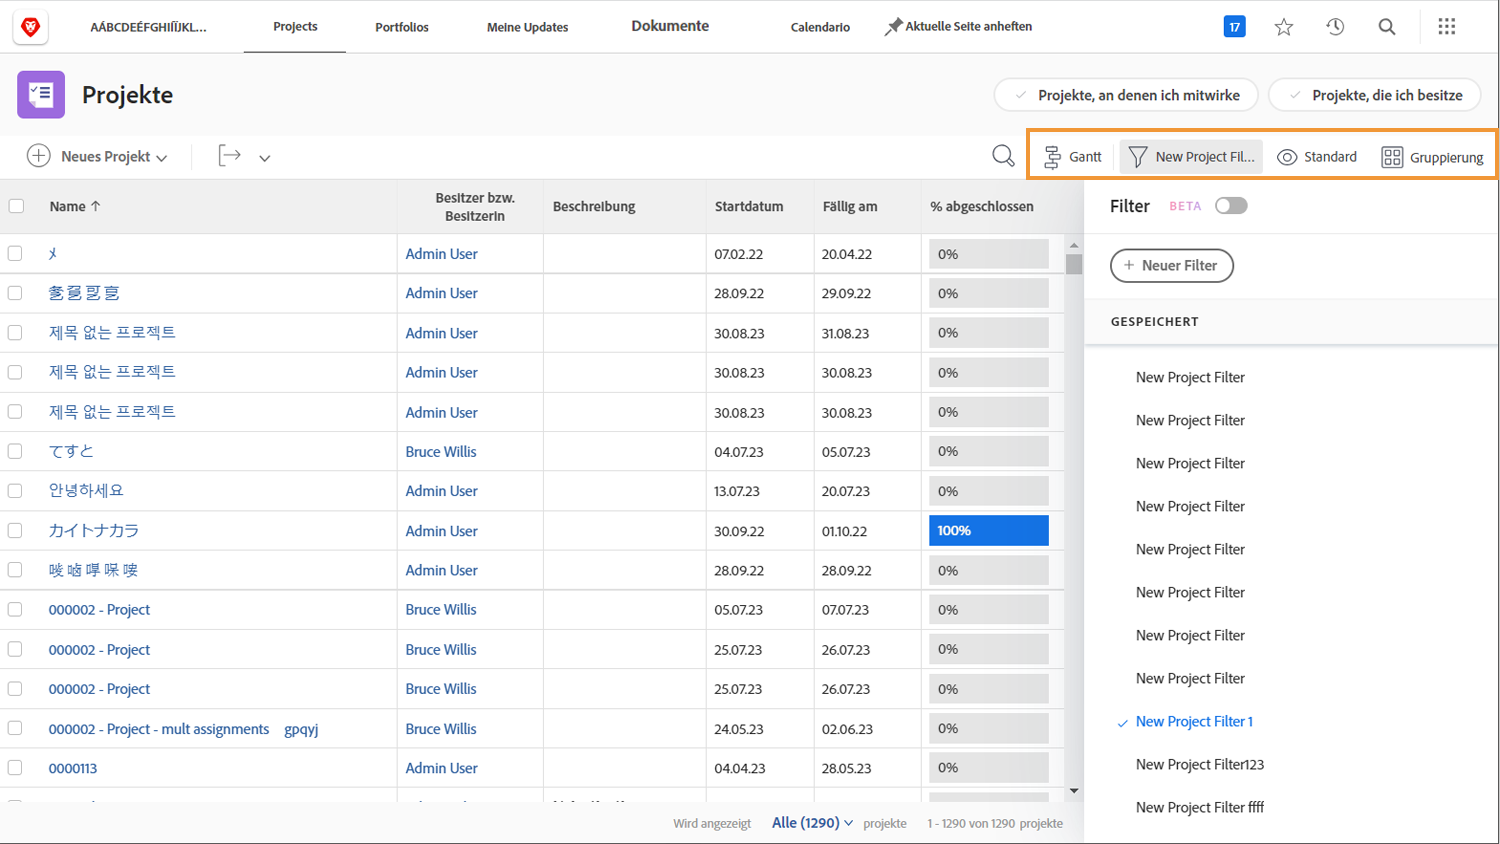 AÁBCDEÉFGHIÍÏJKL...
Projects
Portfolios
Meine Updates
Dokumente
Calendario
Aktuelle Seite anheften
17
Projekte
Projekte, an denen ich mitwirke
Projekte, die ich besitze
Neues Projekt
Gantt
New Project Fil...
Standard
Gruppierung
Name
Besitzer bzw.
Besitzerin
Beschreibung
Startdatum
Fällig am
% abgeschlossen
Admin User 07.02.22 20.04.22 0%
Admin User 28.09.22 29.09.22 0%
제목 없는 프로젝트 Admin User 30.08.23 31.08.23 0%
제목 없는 프로젝트 Admin User 30.08.23 30.08.23 0%
제목 없는 프로젝트 Admin User 30.08.23 30.08.23 0%
てすと Bruce Willis 04.07.23 05.07.23 0%
안녕하세요 Admin User 13.07.23 20.07.23 0%
カイトナカラ Admin User 30.09.22 01.10.22 100%
Admin User 28.09.22 28.09.22 0%
000002 - Project Bruce Willis 05.07.23 07.07.23 0%
000002 - Project Bruce Willis 25.07.23 26.07.23 0%
000002 - Project Bruce Willis 25.07.23 26.07.23 0%
000002 - Project - mult assignments gpqyj Bruce Willis 24.05.23 02.06.23 0%
0000113 Admin User 04.04.23 28.05.23 0%
Wird angezeigt Alle (1290) projekte 1 - 1290 von 1290 projekte
Filter BETA
+ Neuer Filter
GESPEICHERT
New Project Filter
New Project Filter
New Project Filter
New Project Filter
New Project Filter
New Project Filter
New Project Filter
New Project Filter
New Project Filter 1
New Project Filter123
New Project Filter ffff